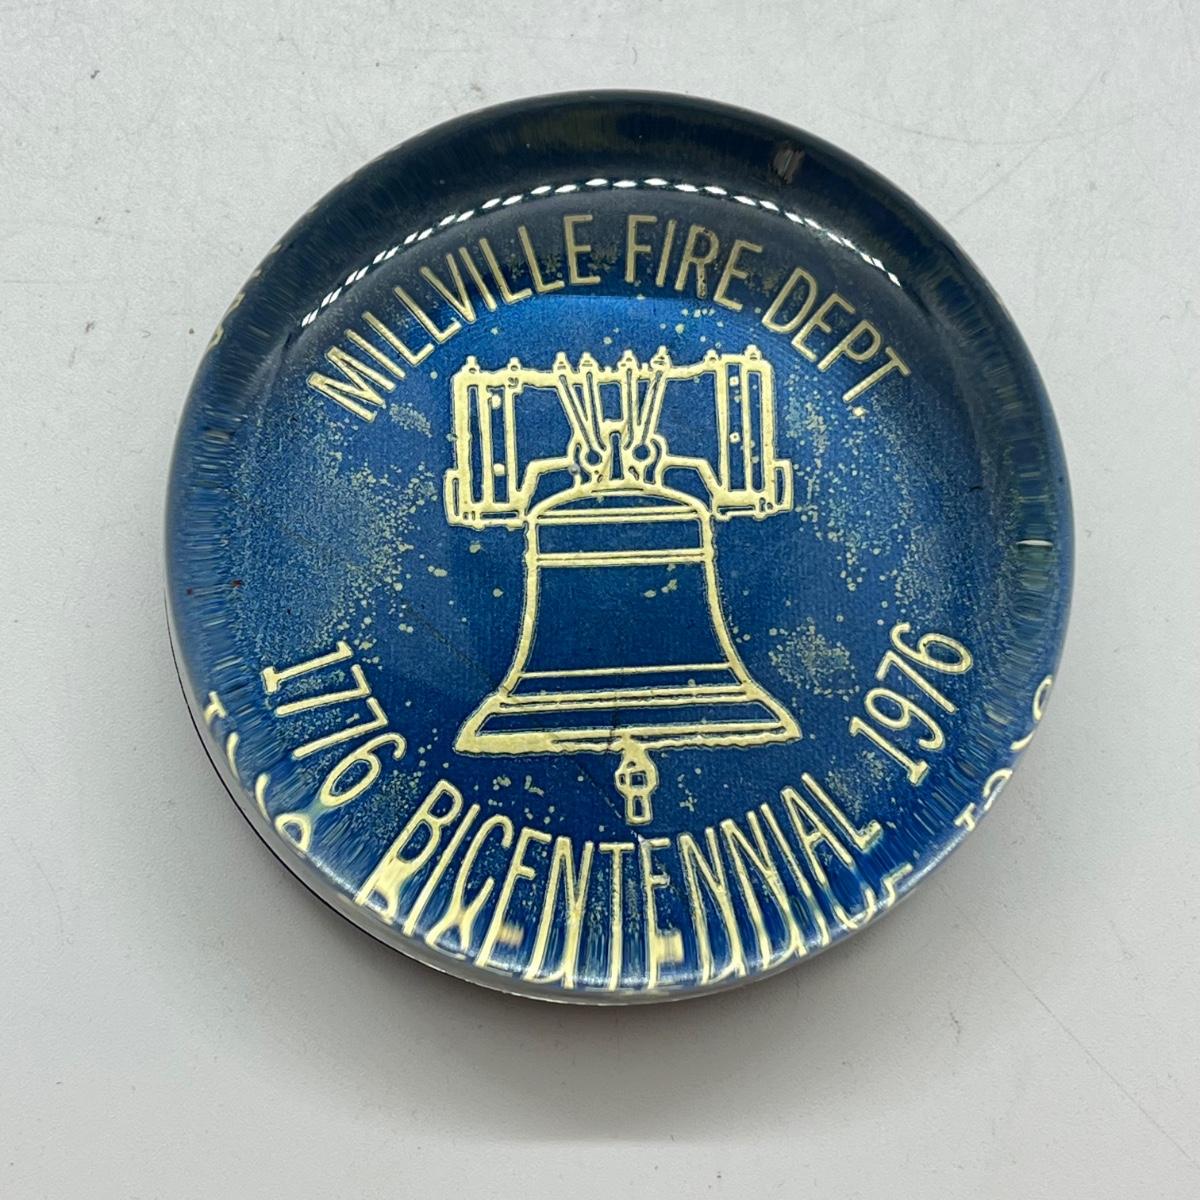 MILLVILLE FIRE DEPT.
1776 BICENTENNIAL 1976